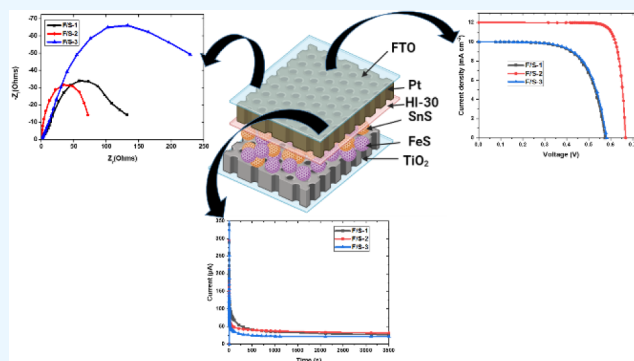 F/S-1
F/S-2
F/S-3
-Zi(Ohms)
-70
-60
-50
-40
-30
-20
-10
0
0 50 100 150 200 250
Zr(Ohms)
FTO
Pt
HI-30
SnS
FeS
TiO₂
Current density (mA cm⁻²)
12
10
8
6
4
2
0
F/S-1
F/S-2
F/S-3
0.0 0.1 0.2 0.3 0.4 0.5 0.6 0.7
Voltage (V)
Current (µA)
350
300
250
200
150
100
50
0
F/S-1
F/S-2
F/S-3
0 500 1000 1500 2000 2500 3000 3500